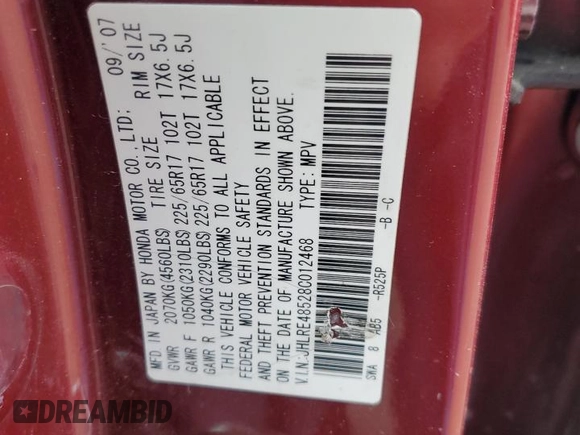 MFD IN JAPAN BY HONDA MOTOR CO.,LTD; 09/'07
GVWR 2070KG(4560LBS) TIRE SIZE RIM SIZE
GAWR F 1050KG(2310LBS) 225/65R17 102T 17X6.5J
GAWR R 1040KG(2290LBS) 225/65R17 102T 17X6.5J
THIS VEHICLE CONFORMS TO ALL APPLICABLE
FEDERAL MOTOR VEHICLE SAFETY
AND THEFT PREVENTION STANDARDS IN EFFECT
ON THE DATE OF MANUFACTURE SHOWN ABOVE.
V.I.N.:JHLRE48528C012468 TYPE: MPV
SWA 8 AB5 -R525P -B -C
DREAMBID